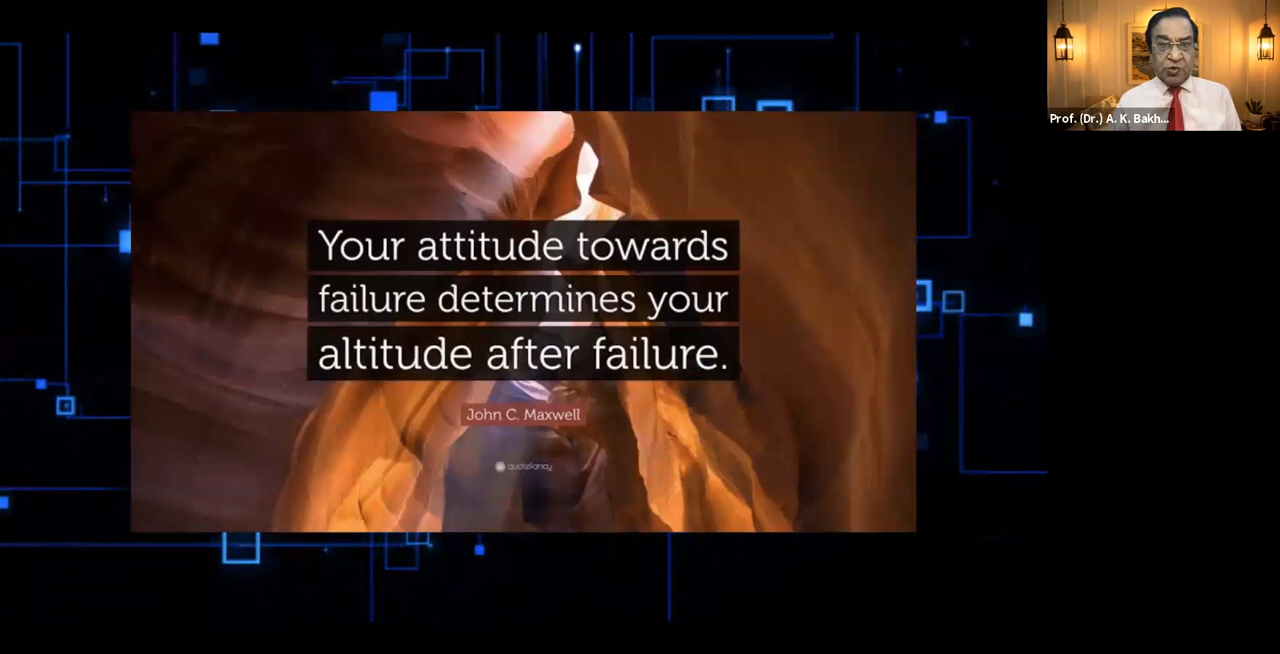 Your attitude towards
failure determines your
altitude after failure.
John C. Maxwell
quotefancy
Prof. (Dr.) A. K. Bakh...